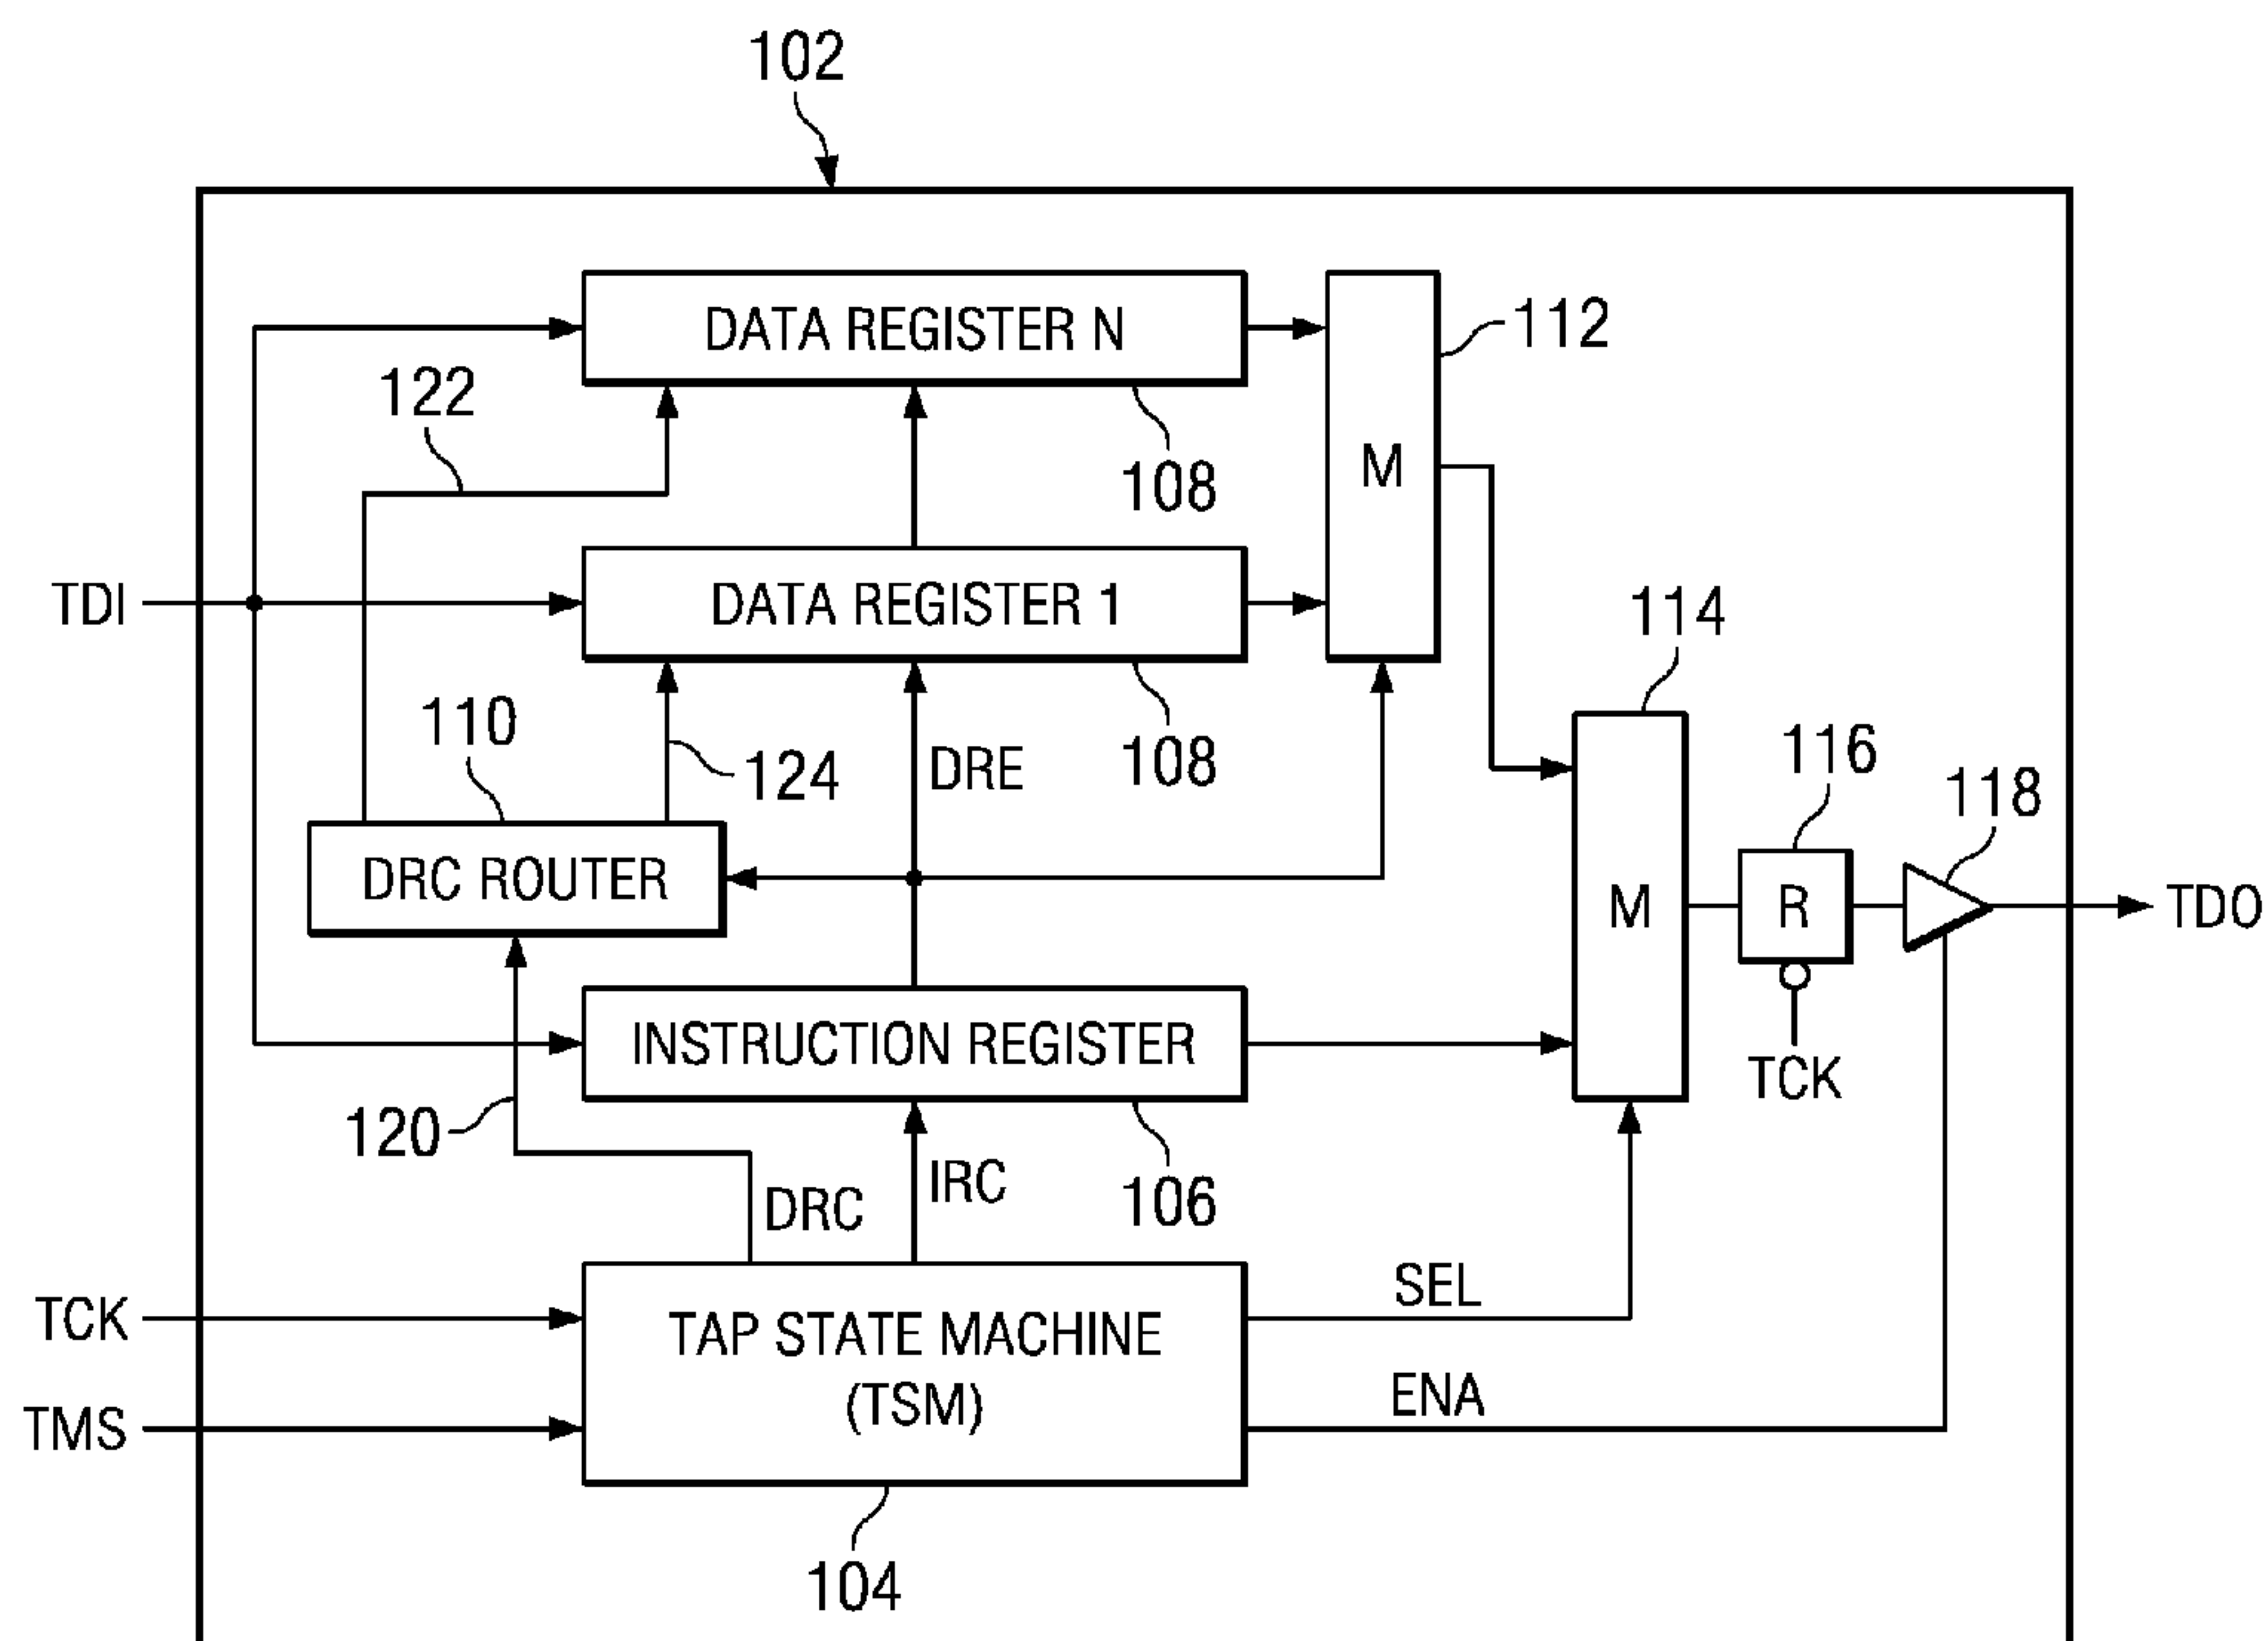 102
DATA REGISTER N
112
122
M
108
TDI
DATA REGISTER 1
114
110
124
DRE
108
116
118
DRC ROUTER
M
R
TDO
INSTRUCTION REGISTER
TCK
120
DRC
IRC
106
SEL
TCK
TAP STATE MACHINE
(TSM)
ENA
TMS
104